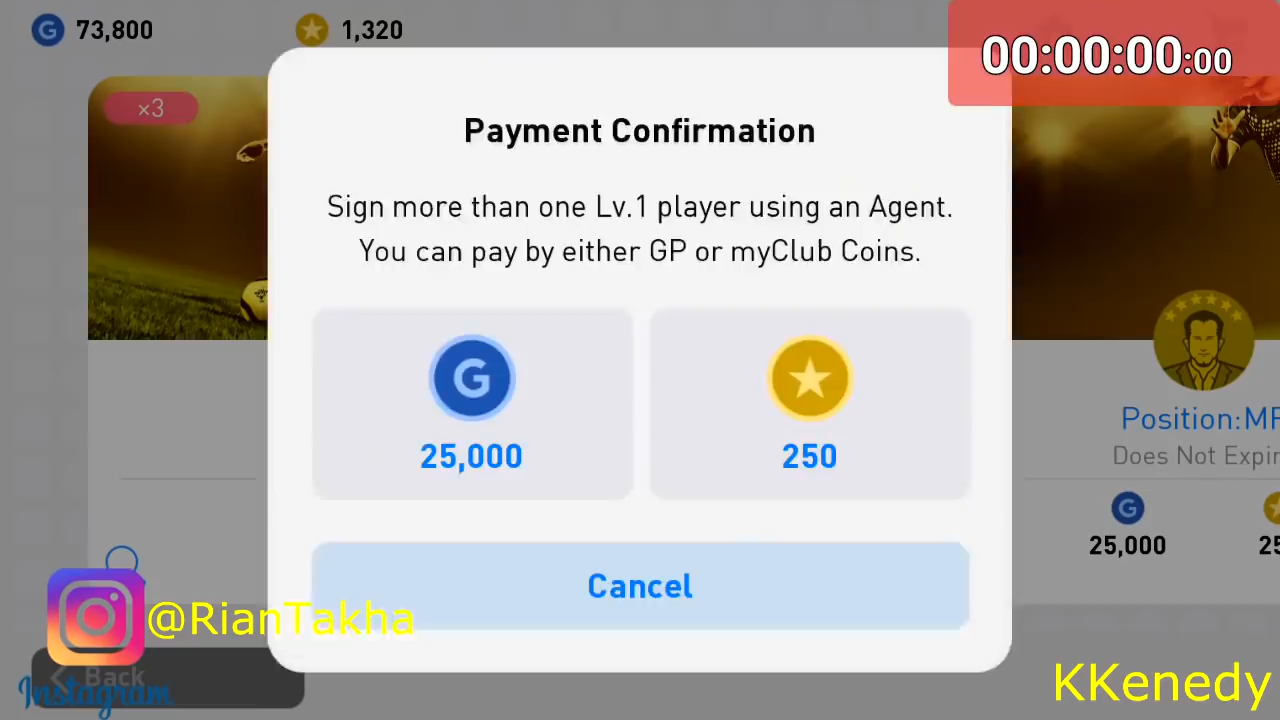 73,800
1,320
00:00:00:00
×3
Payment Confirmation
Sign more than one Lv.1 player using an Agent.
You can pay by either GP or myClub Coins.
25,000
250
Position:MF
Does Not Expir
25,000
25
Cancel
@RianTakha
Back
Instagram
KKenedy